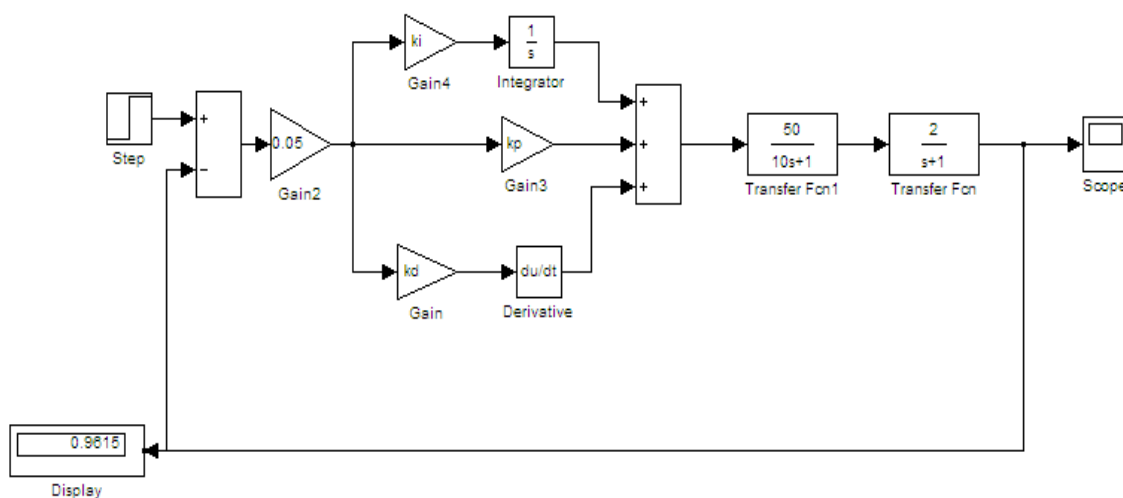 ki
1
s
Gain4
Integrator
Step
+
−
0.05
Gain2
kp
Gain3
+
+
+
50
10s+1
Transfer Fcn1
2
s+1
Transfer Fcn
Scope
kd
Gain
du/dt
Derivative
0.9615
Display